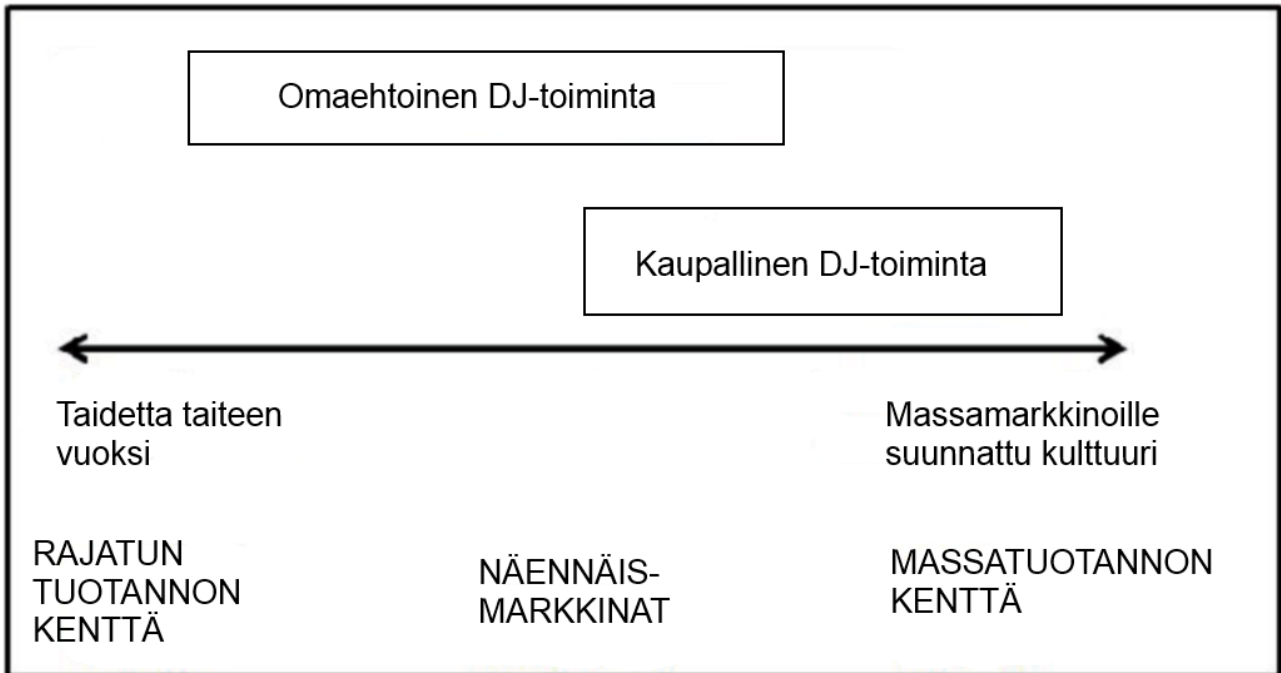 Omaehtoinen DJ-toiminta
Kaupallinen DJ-toiminta
Taidetta taiteen
vuoksi
Massamarkkinoille
suunnattu kulttuuri
RAJATUN
TUOTANNON
KENTTÄ
NÄENNÄIS-
MARKKINAT
MASSATUOTANNON
KENTTÄ